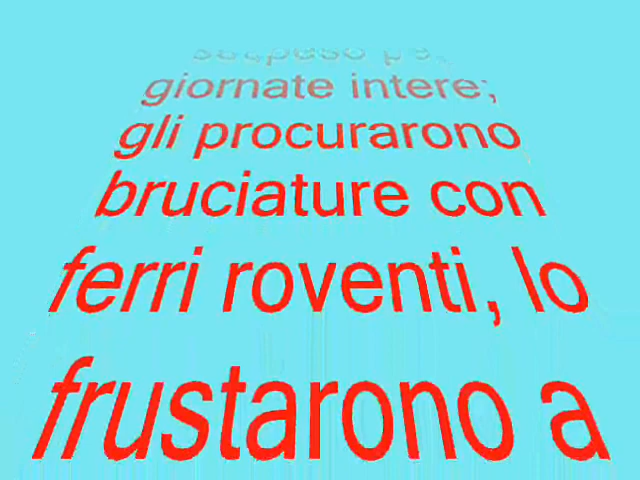 giornate intere;
gli procurarono
bruciature con
ferri roventi, lo
frustarono a